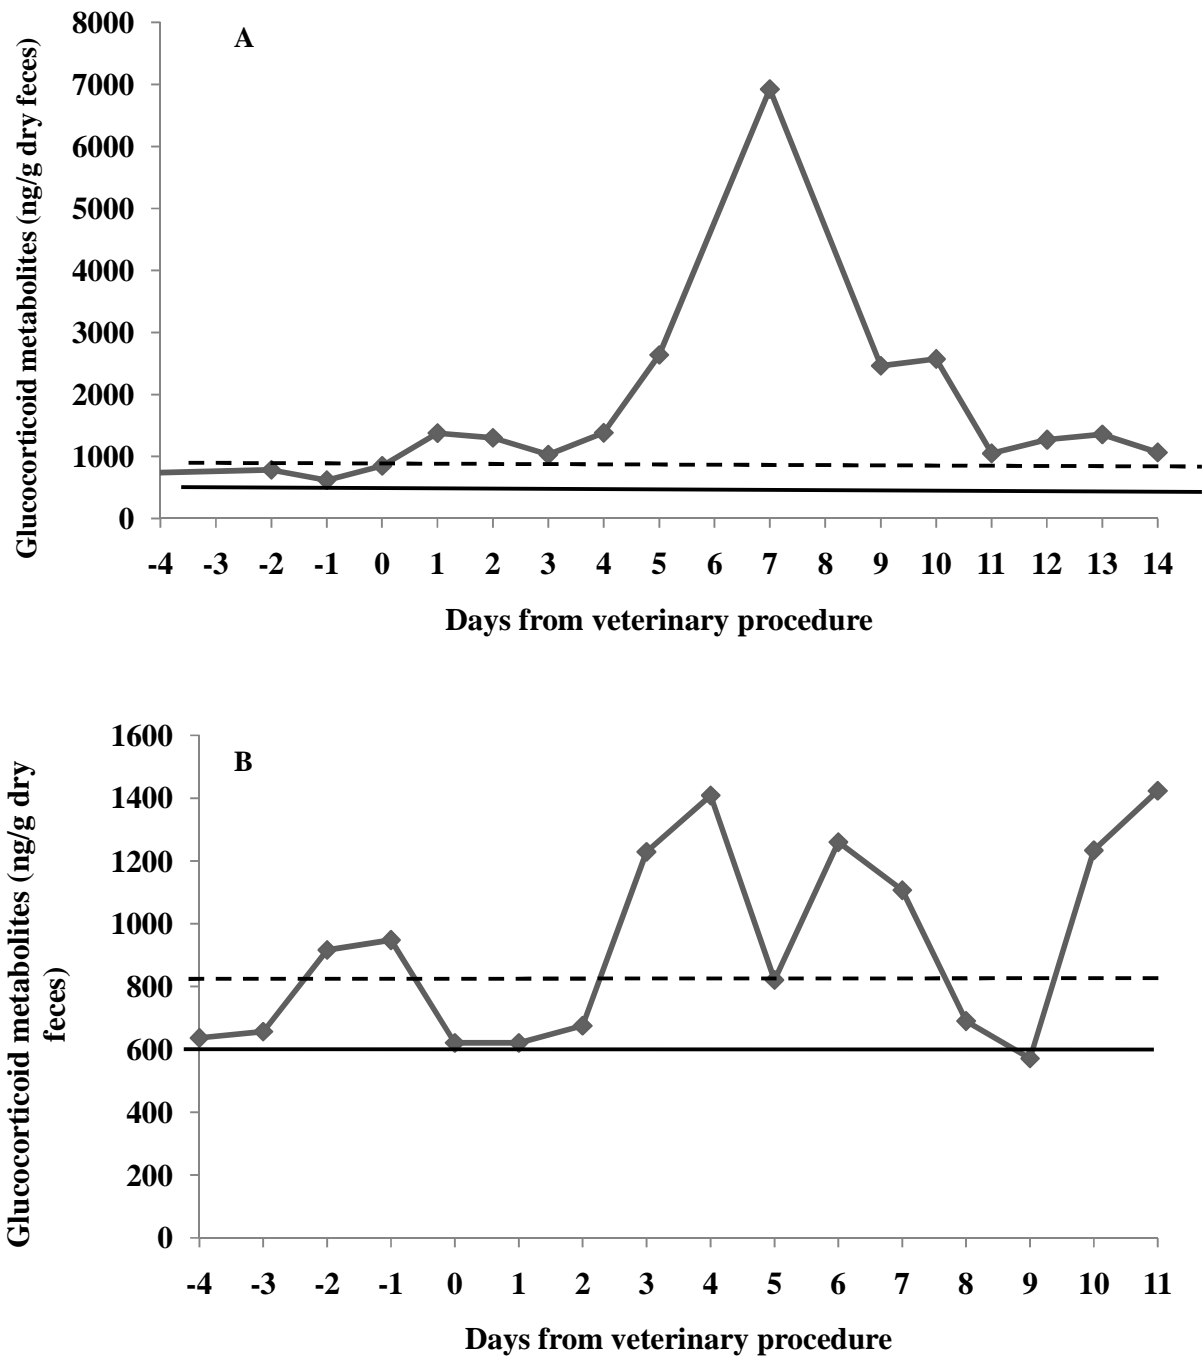 A
Glucocorticoid metabolites (ng/g dry feces)
8000
7000
6000
5000
4000
3000
2000
1000
0
-4 -3 -2 -1 0 1 2 3 4 5 6 7 8 9 10 11 12 13 14
Days from veterinary procedure
B
Glucocorticoid metabolites (ng/g dry
feces)
1600
1400
1200
1000
800
600
400
200
0
-4 -3 -2 -1 0 1 2 3 4 5 6 7 8 9 10 11
Days from veterinary procedure